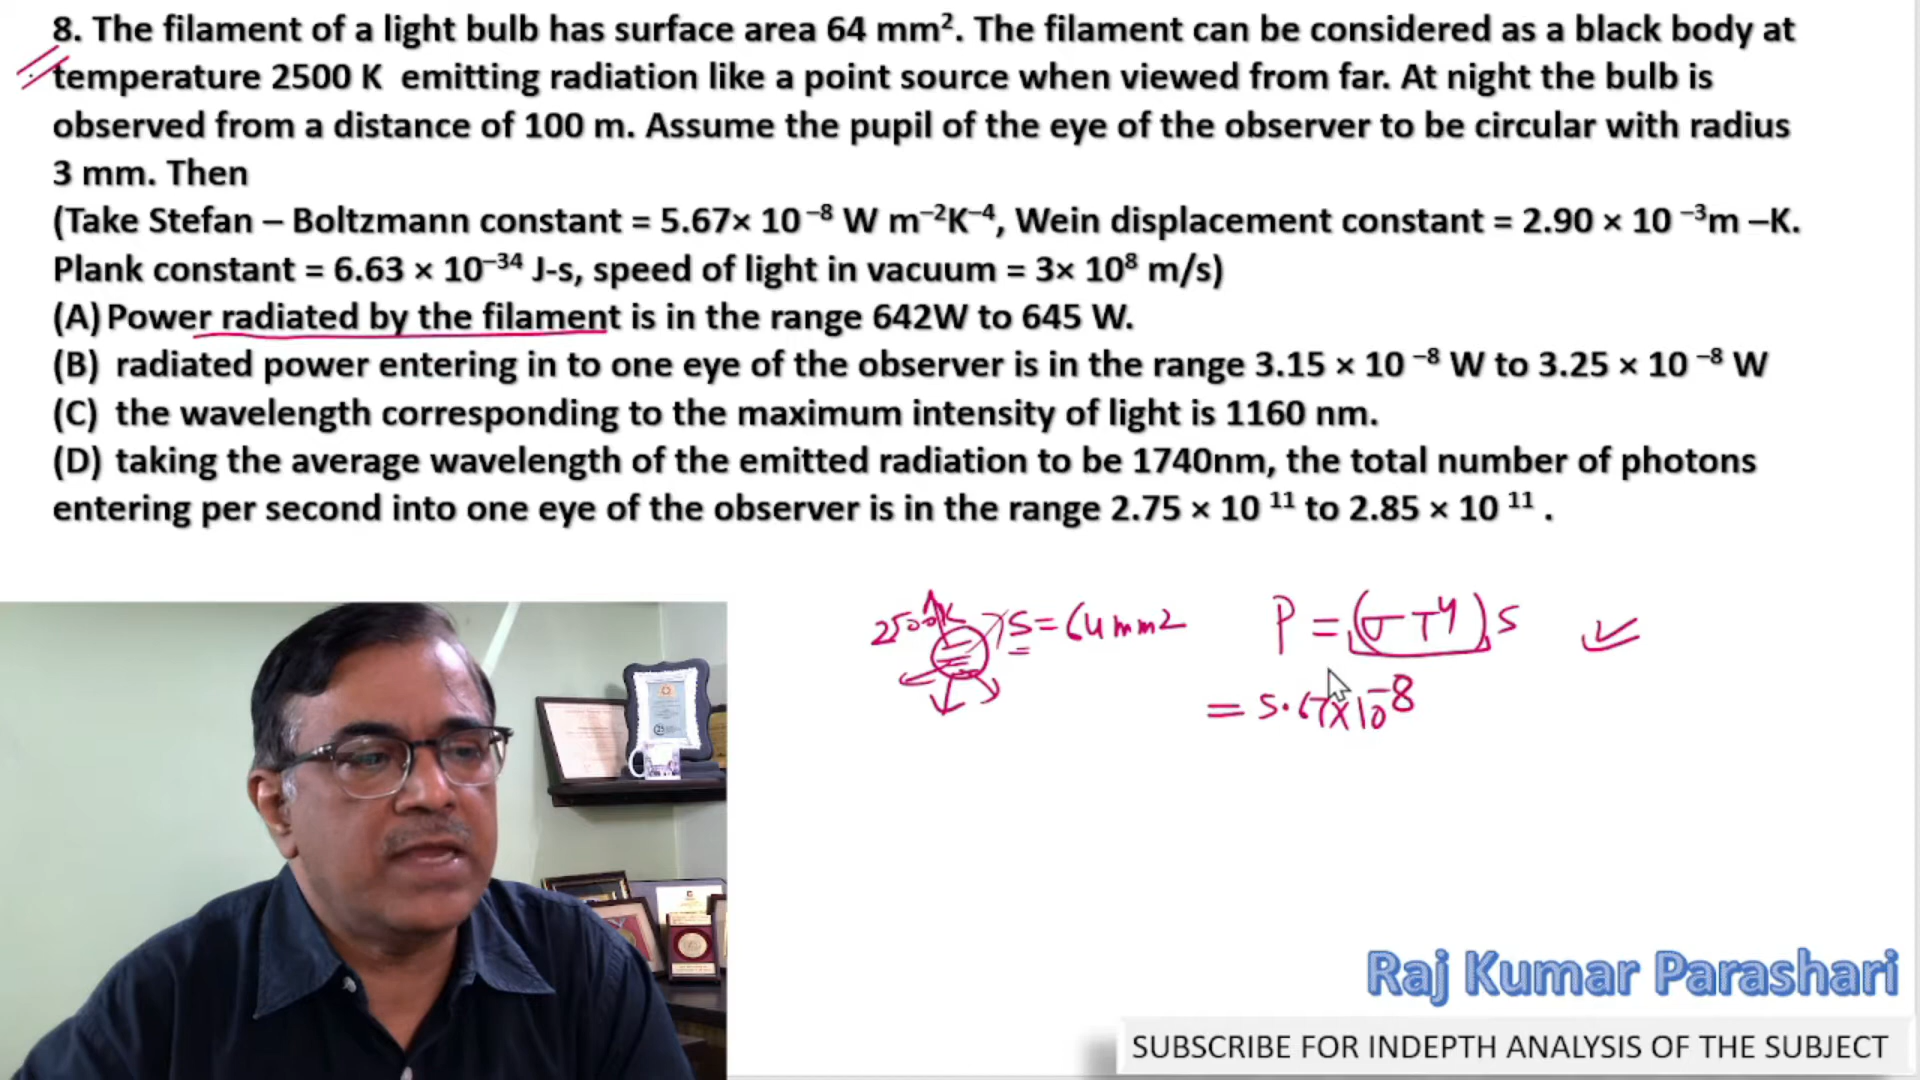 8. The filament of a light bulb has surface area 64 mm². The filament can be considered as a black body at
temperature 2500 K emitting radiation like a point source when viewed from far. At night the bulb is
observed from a distance of 100 m. Assume the pupil of the eye of the observer to be circular with radius
3 mm. Then
(Take Stefan – Boltzmann constant = 5.67× 10⁻⁸ W m⁻²K⁻⁴, Wein displacement constant = 2.90 × 10⁻³m –K.
Plank constant = 6.63 × 10⁻³⁴ J-s, speed of light in vacuum = 3× 10⁸ m/s)
(A) Power radiated by the filament is in the range 642W to 645 W.
(B) radiated power entering in to one eye of the observer is in the range 3.15 × 10⁻⁸ W to 3.25 × 10⁻⁸ W
(C) the wavelength corresponding to the maximum intensity of light is 1160 nm.
(D) taking the average wavelength of the emitted radiation to be 1740nm, the total number of photons
entering per second into one eye of the observer is in the range 2.75 × 10¹¹ to 2.85 × 10¹¹ .
2500K S = 64mm2 P = (σT⁴)S
= 5.67×10⁻⁸
Raj Kumar Parashari
SUBSCRIBE FOR INDEPTH ANALYSIS OF THE SUBJECT